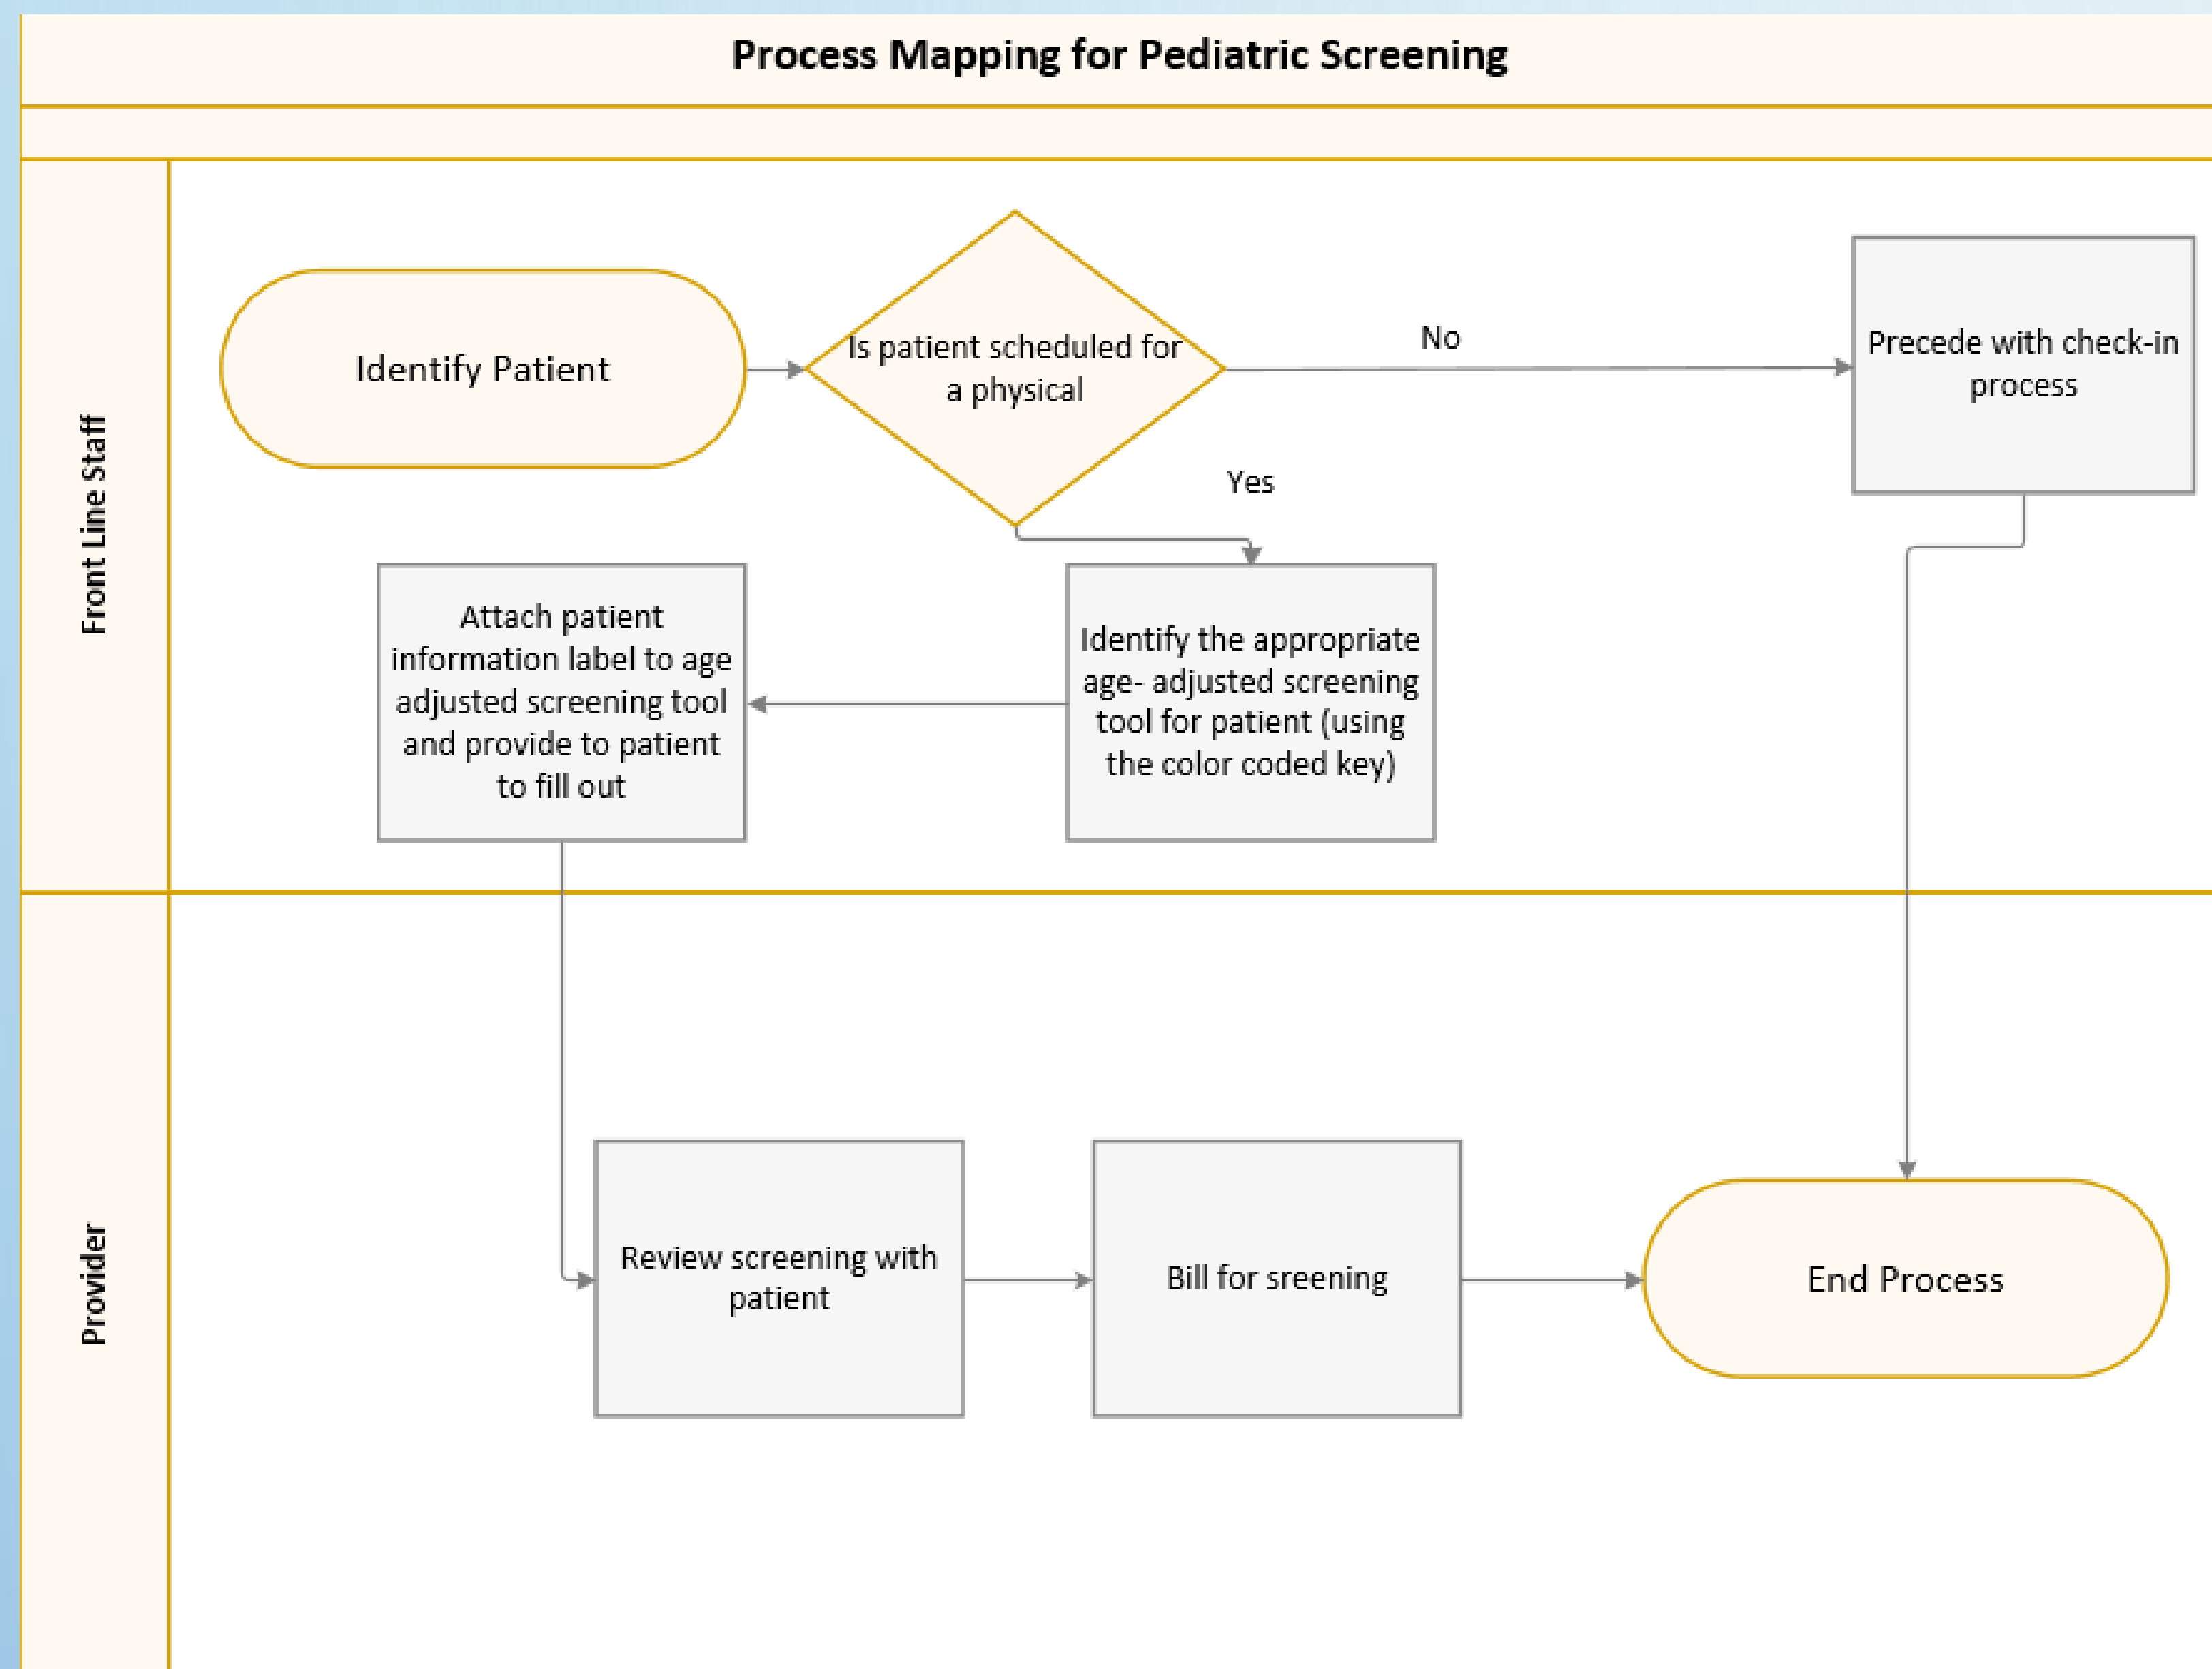 Process Mapping for Pediatric Screening
Front Line Staff
Identify Patient
Is patient scheduled for
a physical
No
Precede with check-in
process
Yes
Attach patient
information label to age
adjusted screening tool
and provide to patient
to fill out
Identify the appropriate
age- adjusted screening
tool for patient (using
the color coded key)
Provider
Review screening with
patient
Bill for sreening
End Process